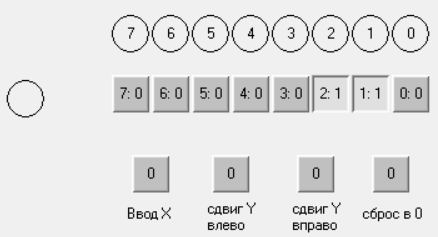 7 6 5 4 3 2 1 0
7: 0 6: 0 5: 0 4: 0 3: 0 2: 1 1: 1 0: 0
0 0 0 0
Ввод X сдвиг Y влево сдвиг Y вправо сброс в 0